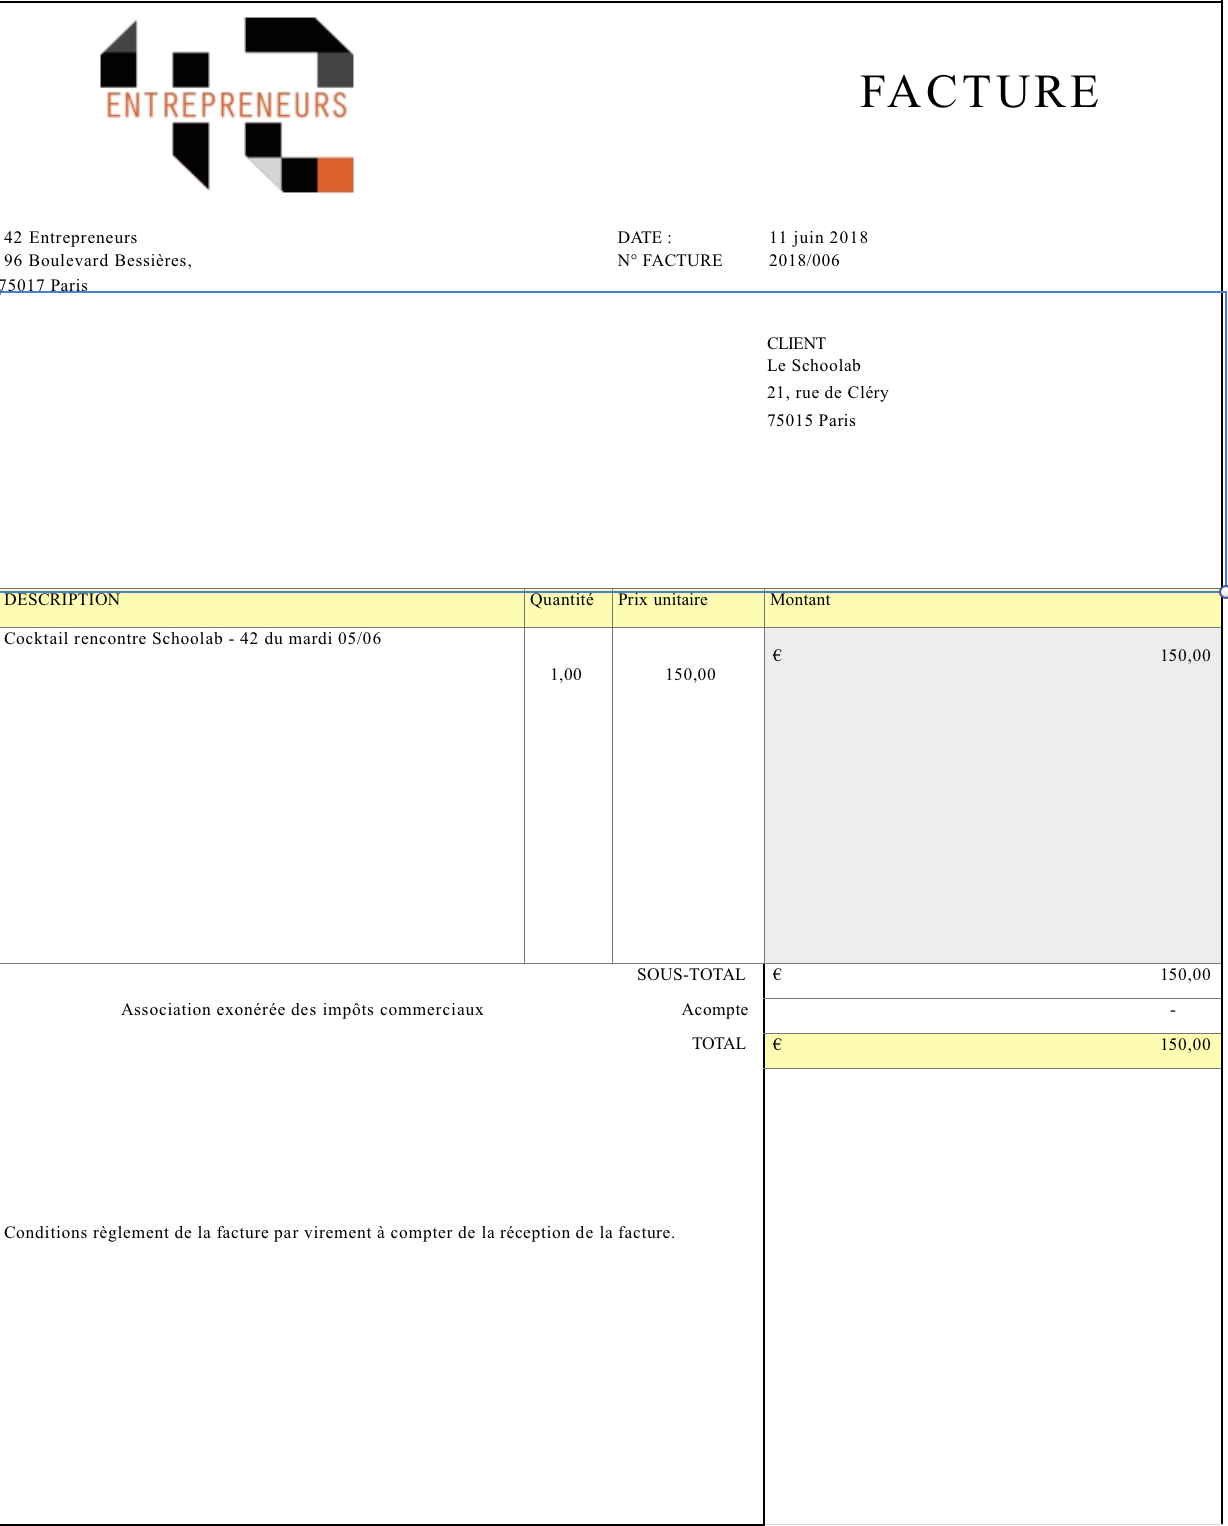 ENTREPRENEURS
FACTURE
42 Entrepreneurs
96 Boulevard Bessières,
75017 Paris
DATE : 11 juin 2018
N° FACTURE 2018/006
CLIENT
Le Schoolab
21, rue de Cléry
75015 Paris
DESCRIPTION Quantité Prix unitaire Montant
Cocktail rencontre Schoolab - 42 du mardi 05/06
1,00 150,00 € 150,00
SOUS-TOTAL € 150,00
Association exonérée des impôts commerciaux Acompte -
TOTAL € 150,00
Conditions règlement de la facture par virement à compter de la réception de la facture.